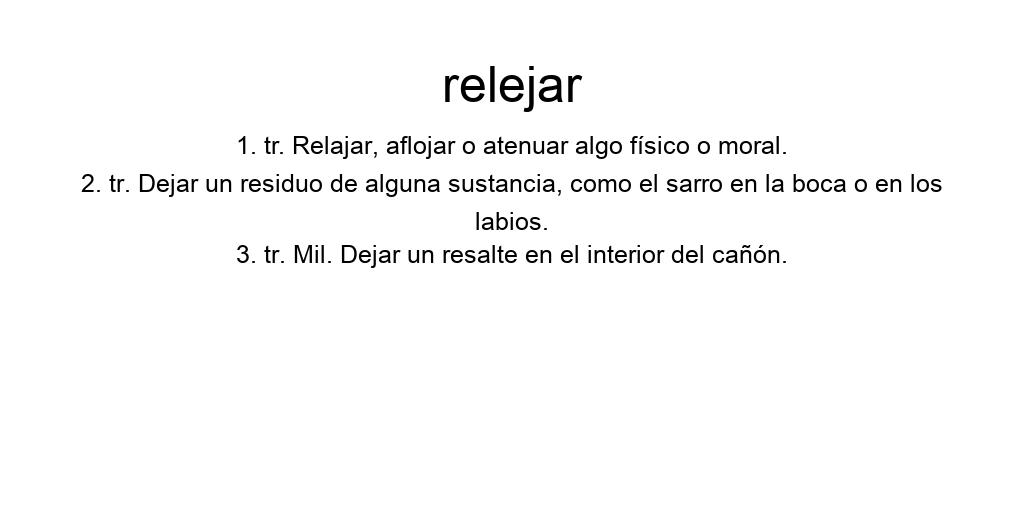 relejar
1. tr. Relajar, aflojar o atenuar algo físico o moral.
2. tr. Dejar un residuo de alguna sustancia, como el sarro en la boca o en los
labios.
3. tr. Mil. Dejar un resalte en el interior del cañón.